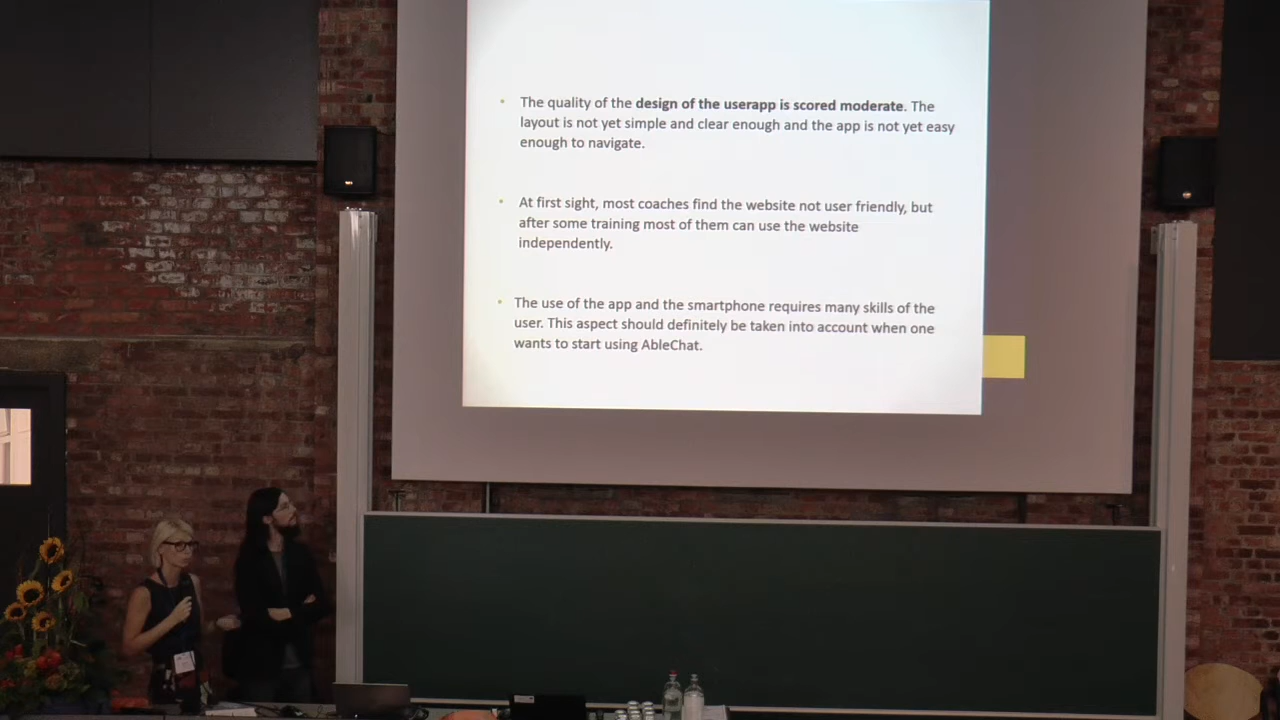 The quality of the design of the userapp is scored moderate. The
layout is not yet simple and clear enough and the app is not yet easy
enough to navigate.
At first sight, most coaches find the website not user friendly, but
after some training most of them can use the website
independently.
The use of the app and the smartphone requires many skills of the
user. This aspect should definitely be taken into account when one
wants to start using AbleChat.